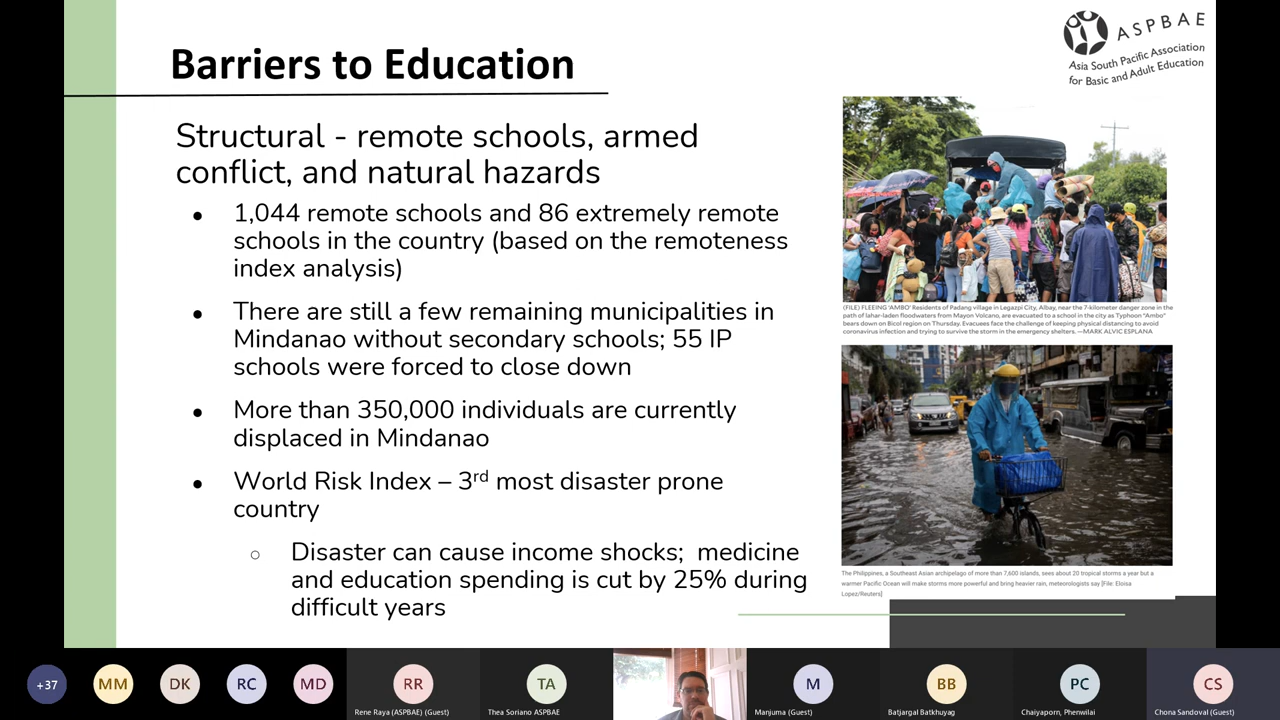 Barriers to Education
ASPBAE
Asia South Pacific Association
for Basic and Adult Education
Structural - remote schools, armed
conflict, and natural hazards
● 1,044 remote schools and 86 extremely remote
schools in the country (based on the remoteness
index analysis)
● There are still a few remaining municipalities in
Mindanao without secondary schools; 55 IP
schools were forced to close down
● More than 350,000 individuals are currently
displaced in Mindanao
● World Risk Index – 3rd most disaster prone
country
○ Disaster can cause income shocks; medicine
and education spending is cut by 25% during
difficult years
(FILE) FLEEING 'AMBO' Residents of Padang village in Legazpi City, Albay, near the 7-kilometer danger zone in the
path of lahar-laden floodwaters from Mayon Volcano, are evacuated to a school in the city as Typhoon "Ambo"
bears down on Bicol region on Thursday. Evacuees face the challenge of keeping physical distancing to avoid
coronavirus infection and trying to survive the storm in the emergency shelters. —MARK ALVIC ESPLANA
The Philippines, a Southeast Asian archipelago of more than 7,600 islands, sees about 20 tropical storms a year but a
warmer Pacific Ocean will make storms more powerful and bring heavier rain, meteorologists say [File: Eloisa
Lopez/Reuters]
+37
MM
DK
RC
MD
RR
TA
M
BB
PC
CS
Rene Raya (ASPBAE) (Guest)
Thea Soriano ASPBAE
Manjuma (Guest)
Batjargal Batkhuyag
Chaiyaporn, Phenwilai
Chona Sandoval (Guest)